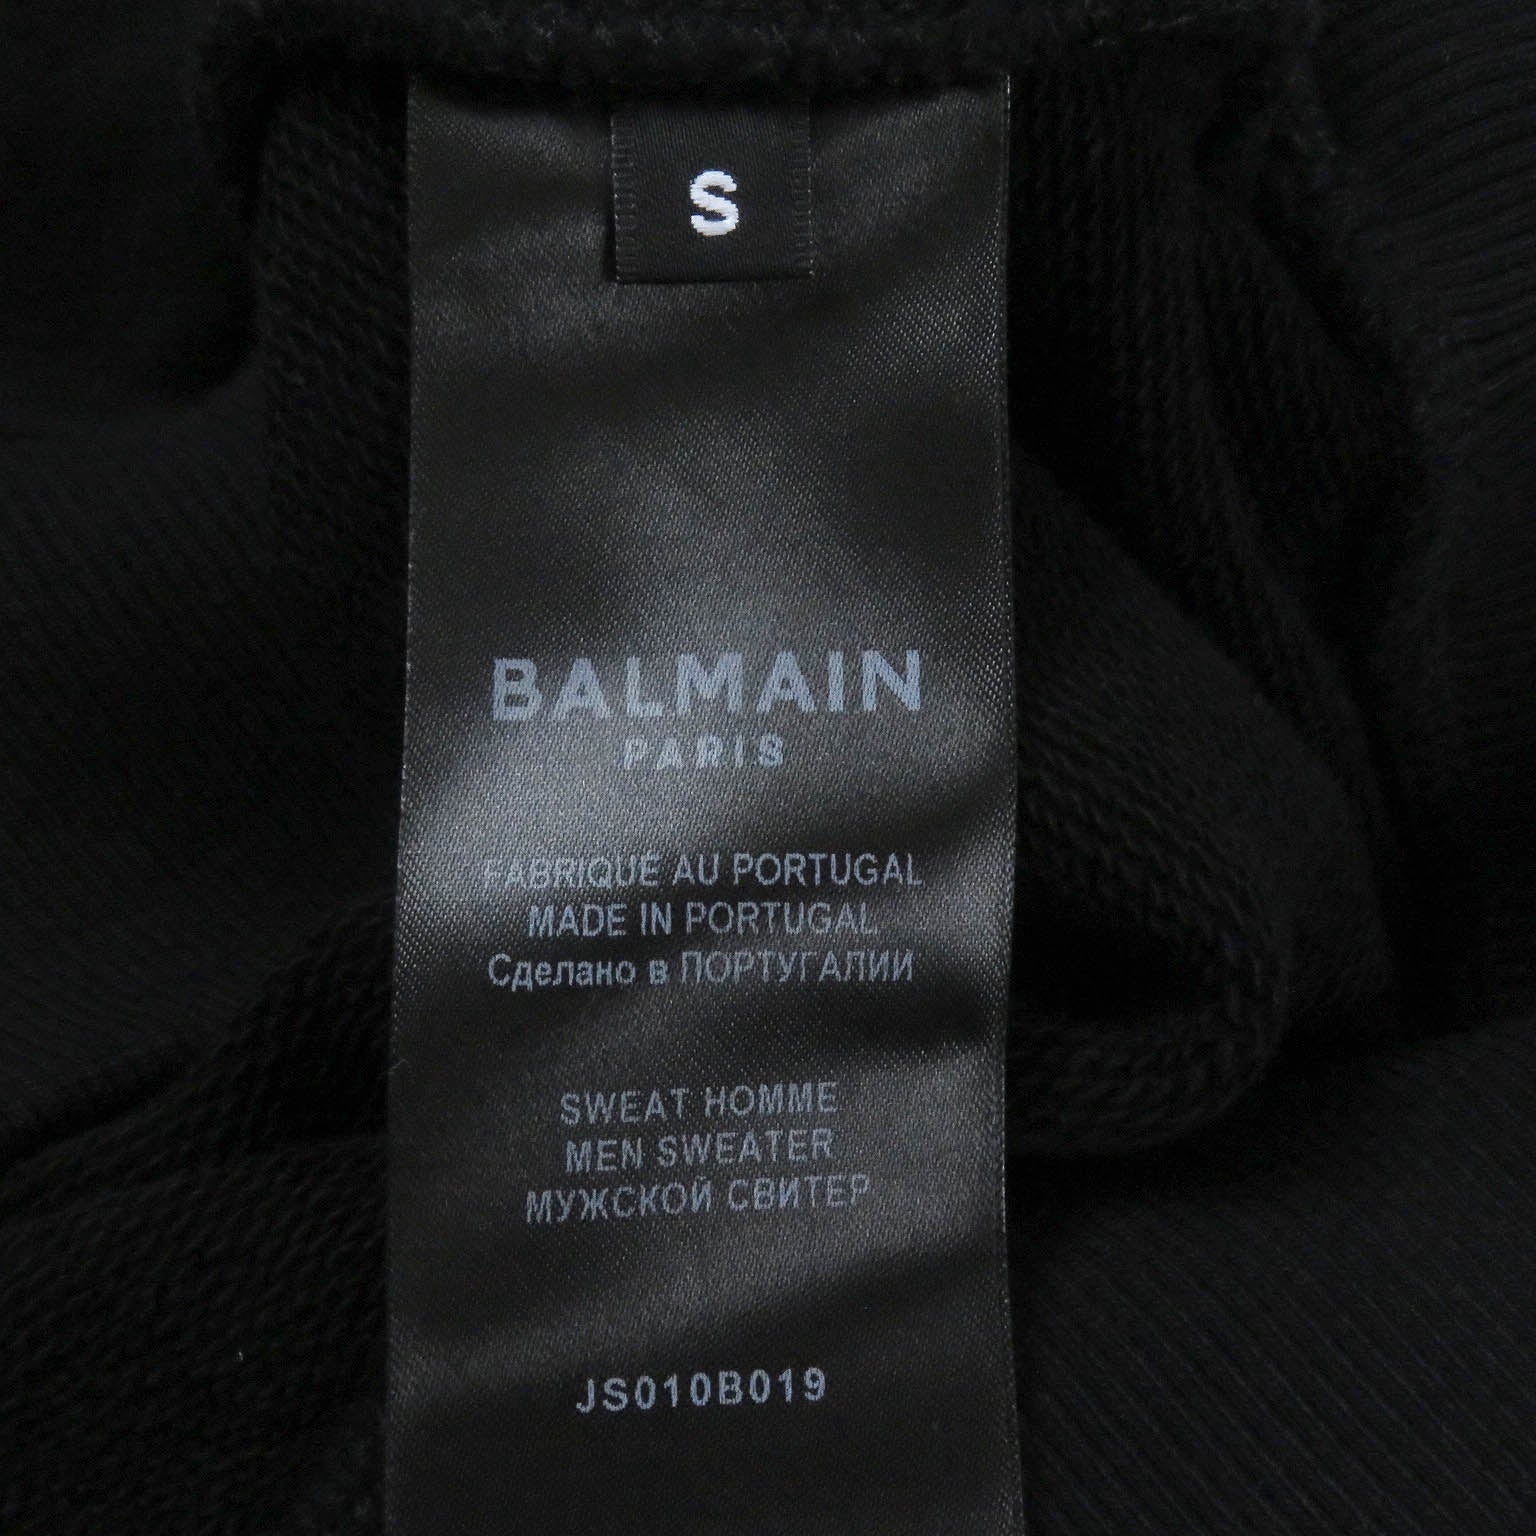 S
BALMAIN
PARIS
FABRIQUE AU PORTUGAL
MADE IN PORTUGAL
Сделано в ПОРТУГАЛИИ
SWEAT HOMME
MEN SWEATER
МУЖСКОЙ СВИТЕР
JS010B019